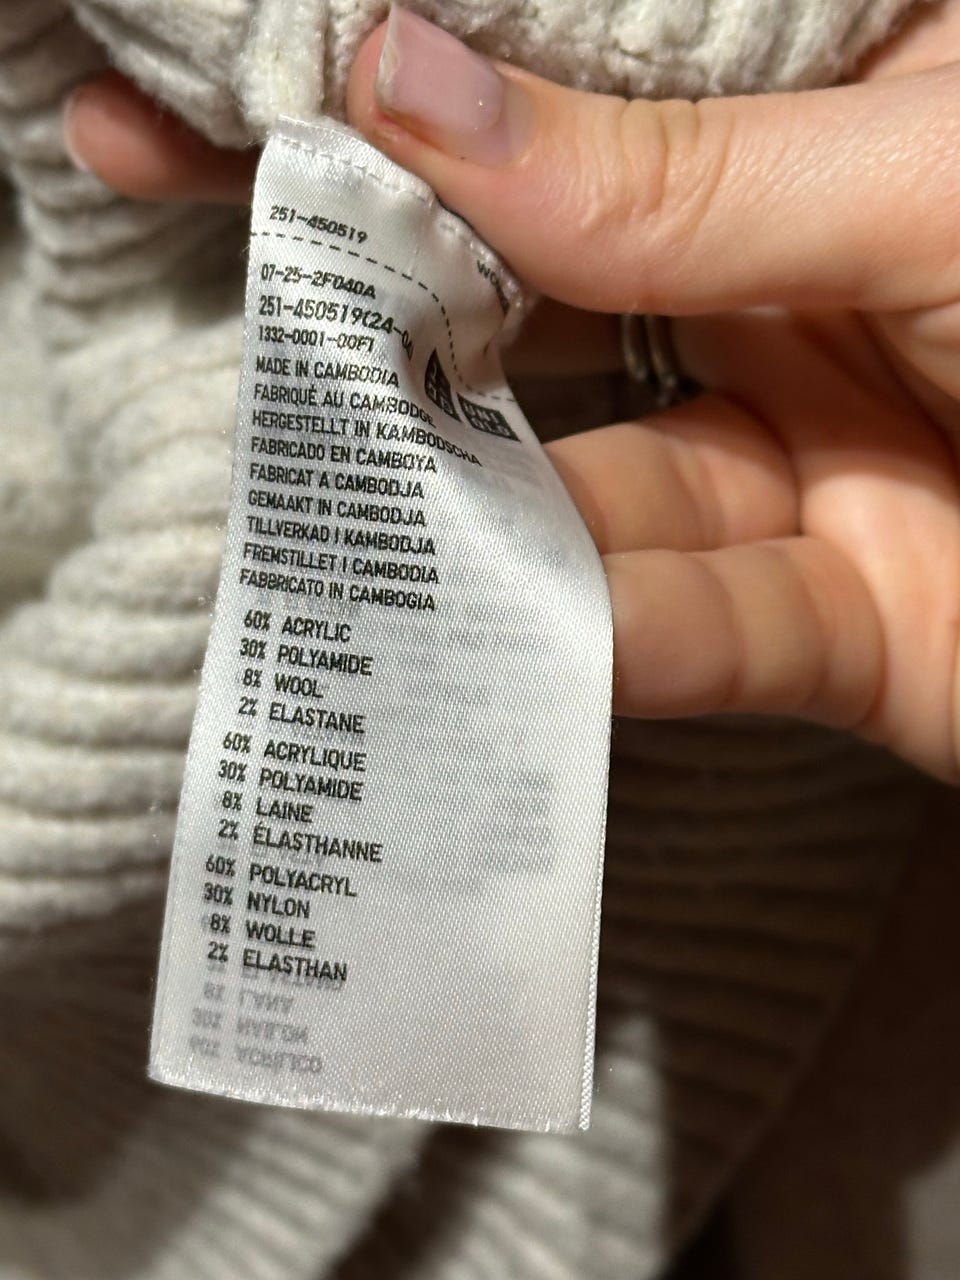 251-450519
07-25-2F040A
251-450519(24-04)
1332-0001-00F7
MADE IN CAMBODIA
FABRIQUÉ AU CAMBODGE
HERGESTELLT IN KAMBODSCHA
FABRICADO EN CAMBOYA
FABRICAT A CAMBODJA
GEMAAKT IN CAMBODJA
TILLVERKAD I KAMBODJA
FREMSTILLET I CAMBODIA
FABBRICATO IN CAMBOGIA
60% ACRYLIC
30% POLYAMIDE
8% WOOL
2% ELASTANE
60% ACRYLIQUE
30% POLYAMIDE
8% LAINE
2% ÉLASTHANNE
60% POLYACRYL
30% NYLON
8% WOLLE
2% ELASTHAN